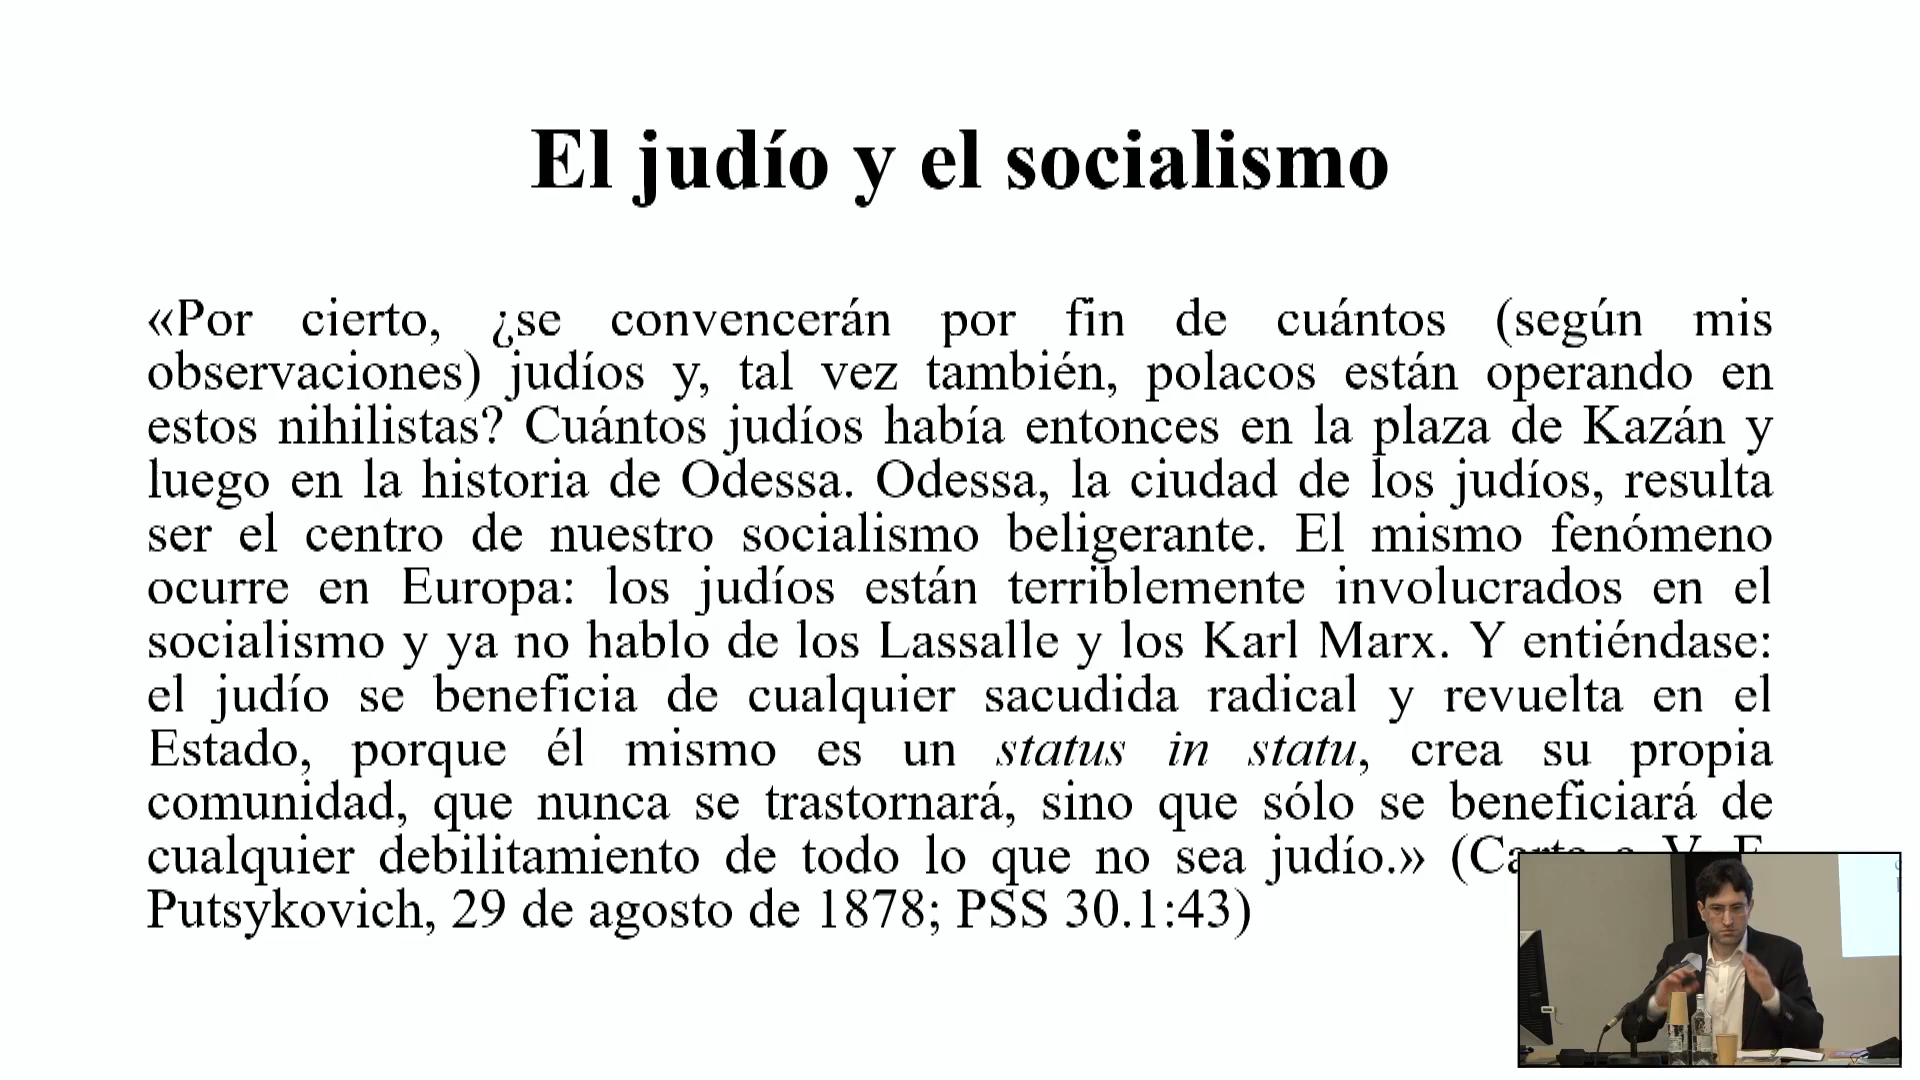 El judío y el socialismo
«Por cierto, ¿se convencerán por fin de cuántos (según mis
observaciones) judíos y, tal vez también, polacos están operando en
estos nihilistas? Cuántos judíos había entonces en la plaza de Kazán y
luego en la historia de Odessa. Odessa, la ciudad de los judíos, resulta
ser el centro de nuestro socialismo beligerante. El mismo fenómeno
ocurre en Europa: los judíos están terriblemente involucrados en el
socialismo y ya no hablo de los Lassalle y los Karl Marx. Y entiéndase:
el judío se beneficia de cualquier sacudida radical y revuelta en el
Estado, porque él mismo es un status in statu, crea su propia
comunidad, que nunca se trastornará, sino que sólo se beneficiará de
cualquier debilitamiento de todo lo que no sea judío.» (Carta a V. F.
Putsykovich, 29 de agosto de 1878; PSS 30.1:43)